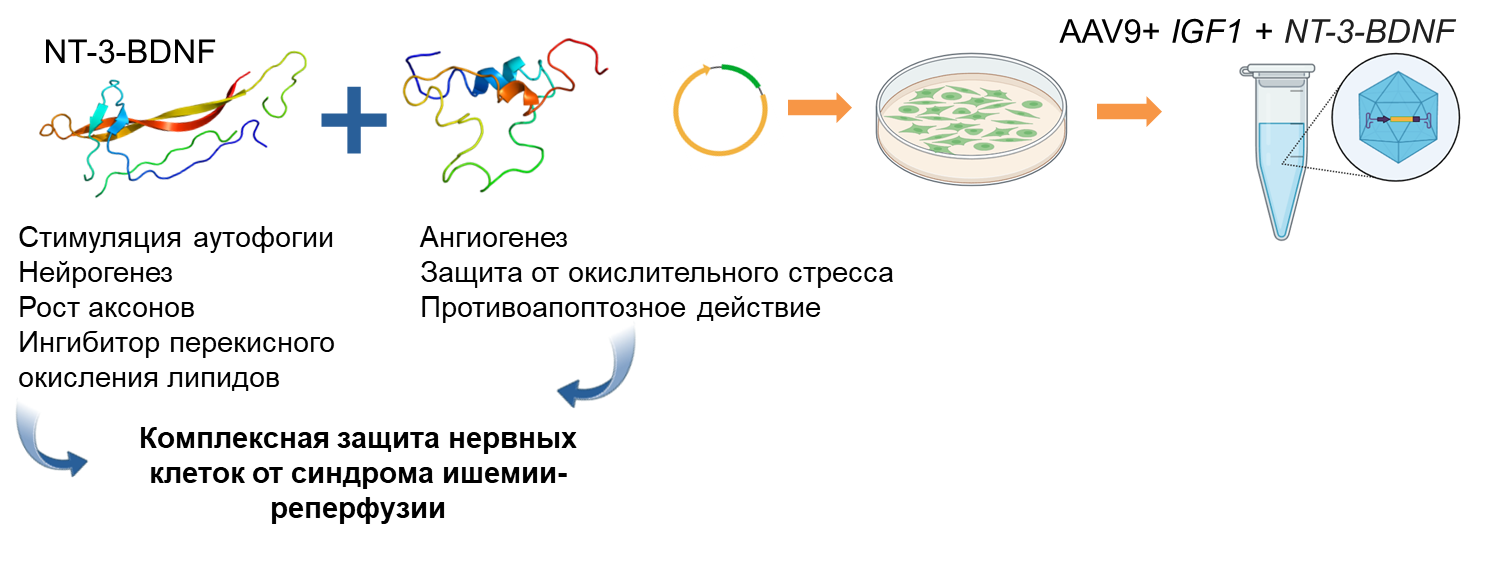 NT-3-BDNF
AAV9+ IGF1 + NT-3-BDNF
Стимуляция аутофогии
Нейрогенез
Рост аксонов
Ингибитор перекисного
окисления липидов
Ангиогенез
Защита от окислительного стресса
Противоапоптозное действие
Комплексная защита нервных
клеток от синдрома ишемии-
реперфузии